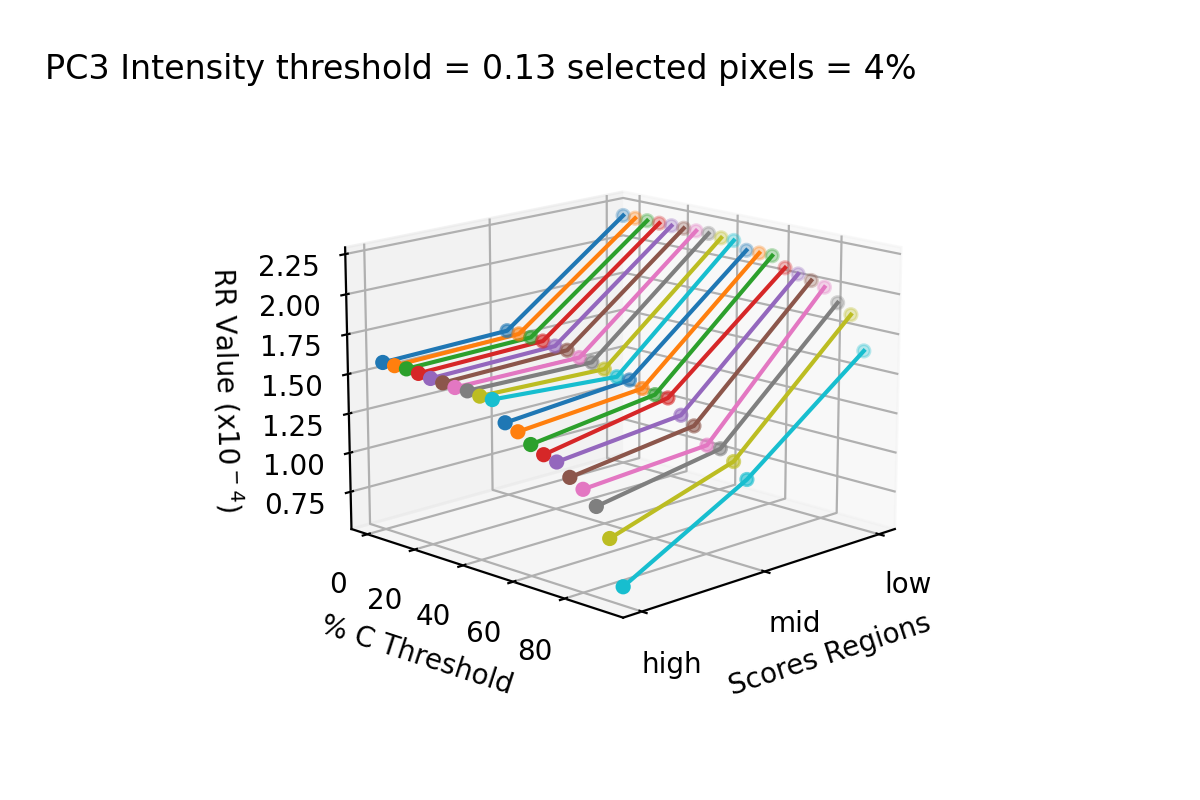 PC3 Intensity threshold = 0.13 selected pixels = 4%
2.25
2.00
1.75
1.50
1.25
1.00
0.75
RR Value (x10⁻⁴)
0
20
40
60
80
% C Threshold
high
mid
low
Scores Regions